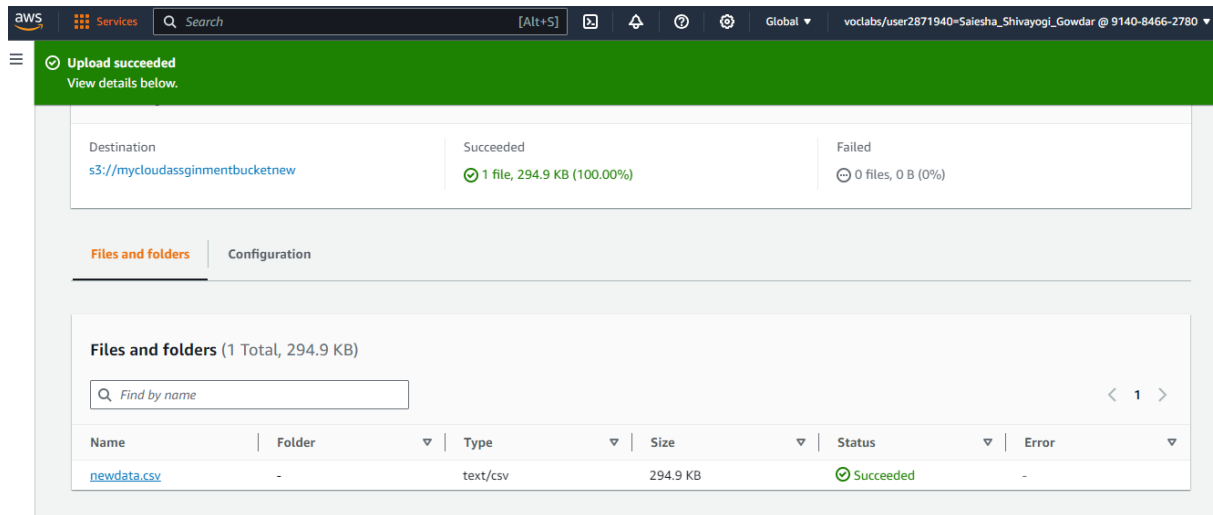 aws Services Search [Alt+S] Global voclabs/user2871940=Saiesha_Shivayogi_Gowdar @ 9140-8466-2780
Upload succeeded
View details below.
Destination Succeeded Failed
s3://mycloudassginmentbucketnew 1 file, 294.9 KB (100.00%) 0 files, 0 B (0%)
Files and folders Configuration
Files and folders (1 Total, 294.9 KB)
Find by name 1
Name Folder Type Size Status Error
newdata.csv - text/csv 294.9 KB Succeeded -